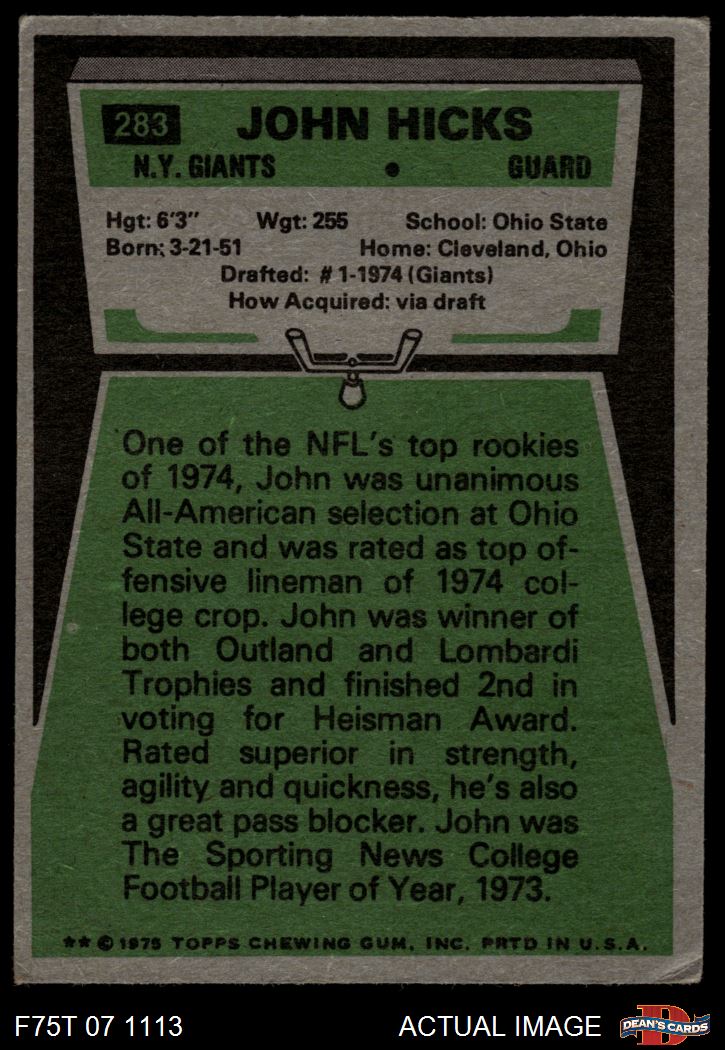 283 JOHN HICKS
N.Y. GIANTS • GUARD
Hgt: 6'3" Wgt: 255 School: Ohio State
Born: 3-21-51 Home: Cleveland, Ohio
Drafted: #1-1974 (Giants)
How Acquired: via draft
One of the NFL's top rookies
of 1974, John was unanimous
All-American selection at Ohio
State and was rated as top of-
fensive lineman of 1974 col-
lege crop. John was winner of
both Outland and Lombardi
Trophies and finished 2nd in
voting for Heisman Award.
Rated superior in strength,
agility and quickness, he's also
a great pass blocker. John was
The Sporting News College
Football Player of Year, 1973.
** © 1975 TOPPS CHEWING GUM, INC. PRTD IN U.S.A.
F75T 07 1113 ACTUAL IMAGE D DEAN'S CARDS